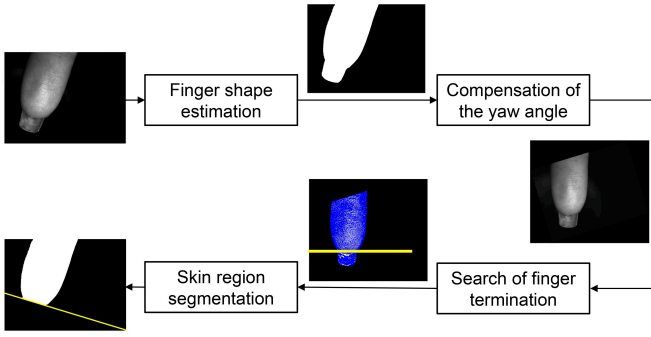 Finger shape
estimation
Compensation of
the yaw angle
Skin region
segmentation
Search of finger
termination